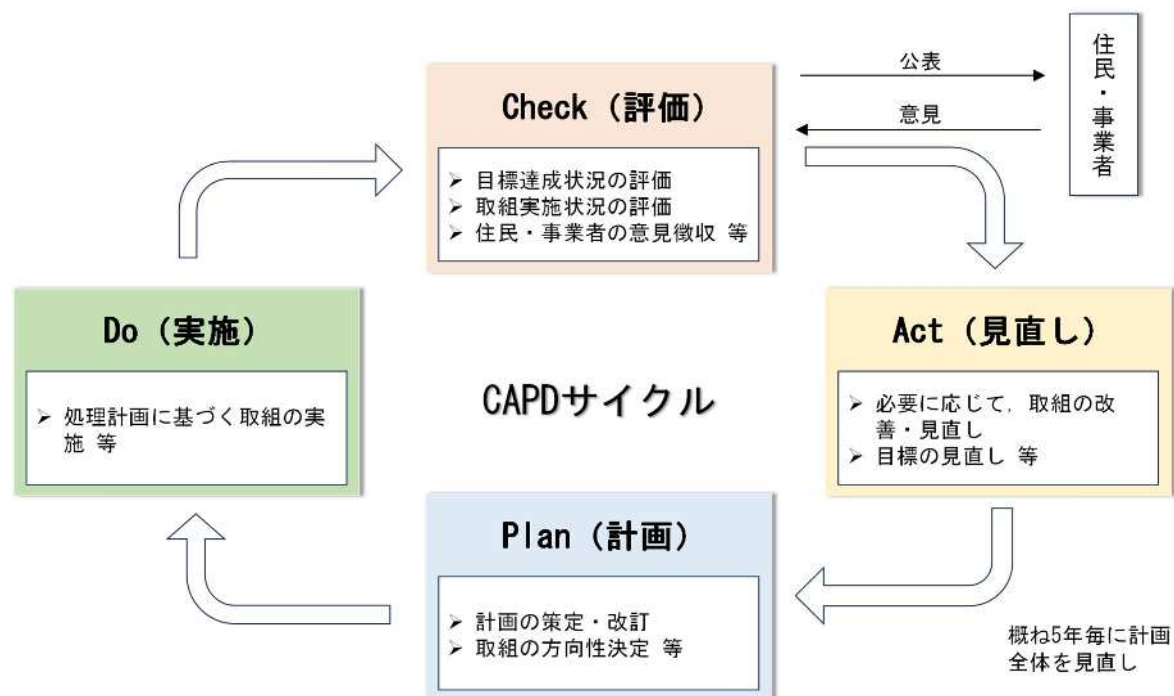 公表
意見
住民・事業者
Check (評価)
➢ 目標達成状況の評価
➢ 取組実施状況の評価
➢ 住民・事業者の意見徴収 等
Do (実施)
➢ 処理計画に基づく取組の実
施 等
CAPDサイクル
Act (見直し)
➢ 必要に応じて，取組の改
善・見直し
➢ 目標の見直し 等
Plan (計画)
➢ 計画の策定・改訂
➢ 取組の方向性決定 等
概ね5年毎に計画
全体を見直し